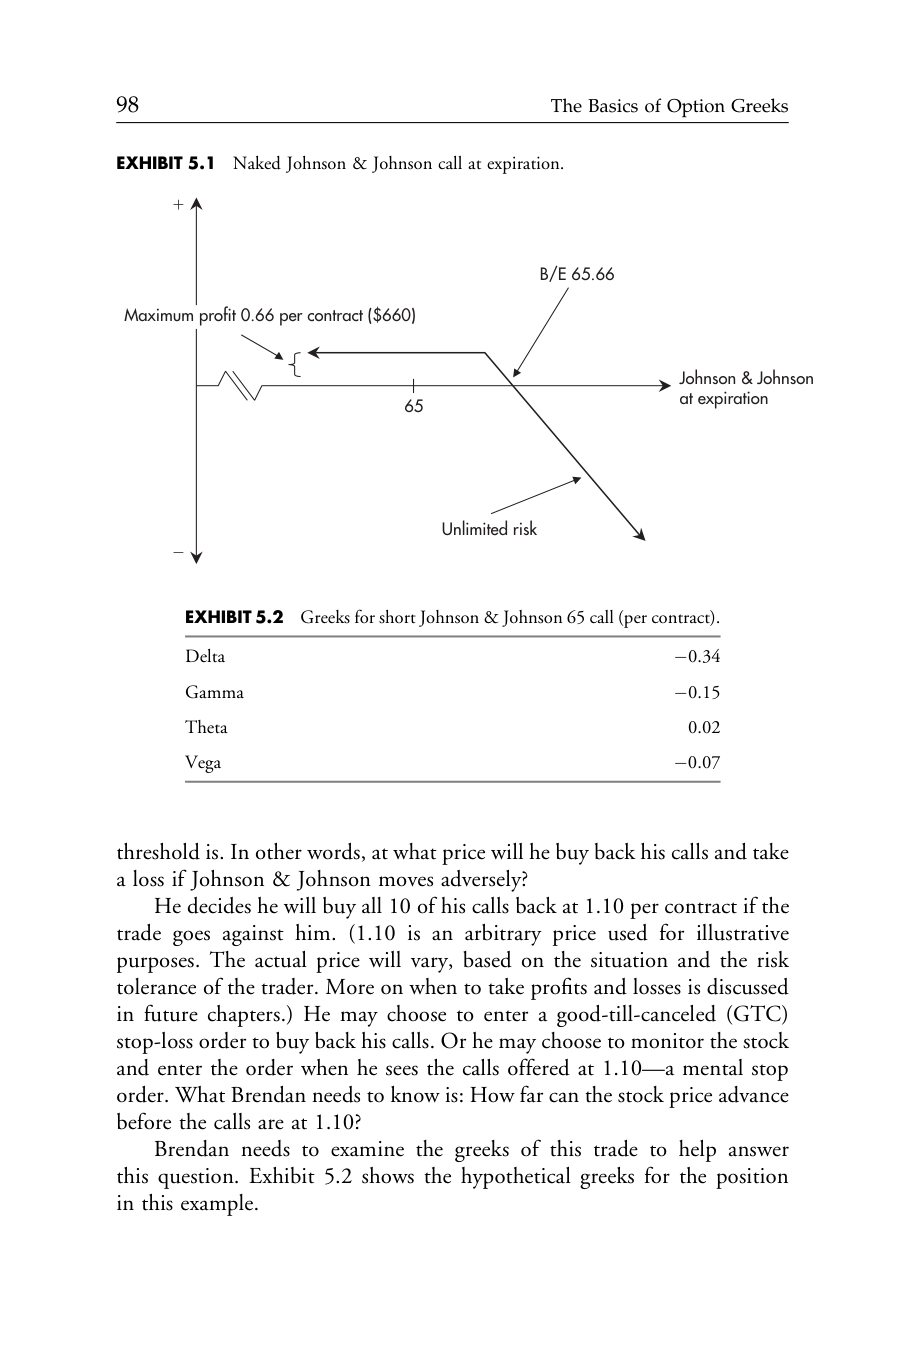 98 The Basics of Option Greeks
EXHIBIT 5.1 Naked Johnson & Johnson call at expiration.
+
B/E 65.66
Maximum profit 0.66 per contract ($660)
Johnson & Johnson
at expiration
65
Unlimited risk
−
EXHIBIT 5.2 Greeks for short Johnson & Johnson 65 call (per contract).
Delta −0.34
Gamma −0.15
Theta 0.02
Vega −0.07
threshold is. In other words, at what price will he buy back his calls and take
a loss if Johnson & Johnson moves adversely?
He decides he will buy all 10 of his calls back at 1.10 per contract if the
trade goes against him. (1.10 is an arbitrary price used for illustrative
purposes. The actual price will vary, based on the situation and the risk
tolerance of the trader. More on when to take profits and losses is discussed
in future chapters.) He may choose to enter a good-till-canceled (GTC)
stop-loss order to buy back his calls. Or he may choose to monitor the stock
and enter the order when he sees the calls offered at 1.10—a mental stop
order. What Brendan needs to know is: How far can the stock price advance
before the calls are at 1.10?
Brendan needs to examine the greeks of this trade to help answer
this question. Exhibit 5.2 shows the hypothetical greeks for the position
in this example.